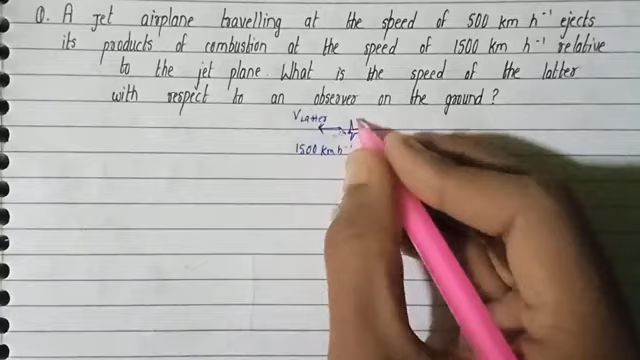 Q. A jet airplane travelling at the speed of 500 km h⁻¹ ejects
its products of combustion at the speed of 1500 km h⁻¹ relative
to the jet plane. What is the speed of the latter
with respect to an observer on the ground?
V Latter
1500 km h⁻¹